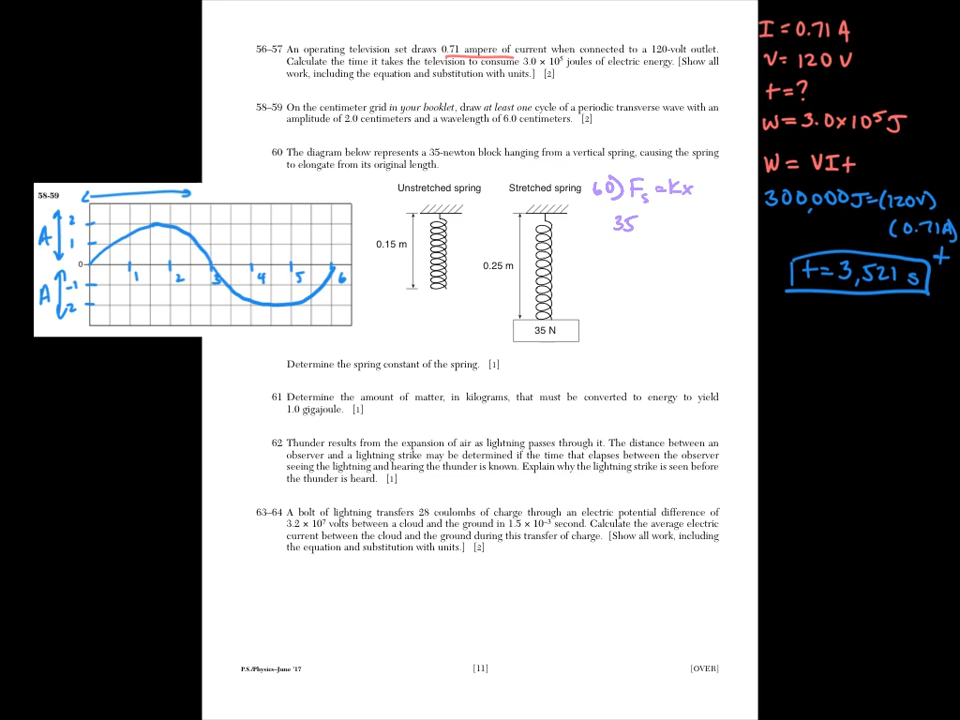 56–57 An operating television set draws 0.71 ampere of current when connected to a 120-volt outlet.
Calculate the time it takes the television to consume 3.0 × 10⁵ joules of electric energy. [Show all
work, including the equation and substitution with units.] [2]
58–59 On the centimeter grid in your booklet, draw at least one cycle of a periodic transverse wave with an
amplitude of 2.0 centimeters and a wavelength of 6.0 centimeters. [2]
60 The diagram below represents a 35-newton block hanging from a vertical spring, causing the spring
to elongate from its original length.
Unstretched spring
Stretched spring
0.15 m
0.25 m
35 N
60) Fs = Kx
35
58-59
A
A
2
1
0
-1
-2
1 2 3 4 5 6
Determine the spring constant of the spring. [1]
61 Determine the amount of matter, in kilograms, that must be converted to energy to yield
1.0 gigajoule. [1]
62 Thunder results from the expansion of air as lightning passes through it. The distance between an
observer and a lightning strike may be determined if the time that elapses between the observer
seeing the lightning and hearing the thunder is known. Explain why the lightning strike is seen before
the thunder is heard. [1]
63–64 A bolt of lightning transfers 28 coulombs of charge through an electric potential difference of
3.2 × 10⁷ volts between a cloud and the ground in 1.5 × 10⁻³ second. Calculate the average electric
current between the cloud and the ground during this transfer of charge. [Show all work, including
the equation and substitution with units.] [2]
P.S./Physics–June '17
[11]
[OVER]
I = 0.71 A
V = 120 V
t = ?
W = 3.0 x 10⁵ J
W = VIt
300,000 J = (120V)
(0.71A) t
t = 3,521 s